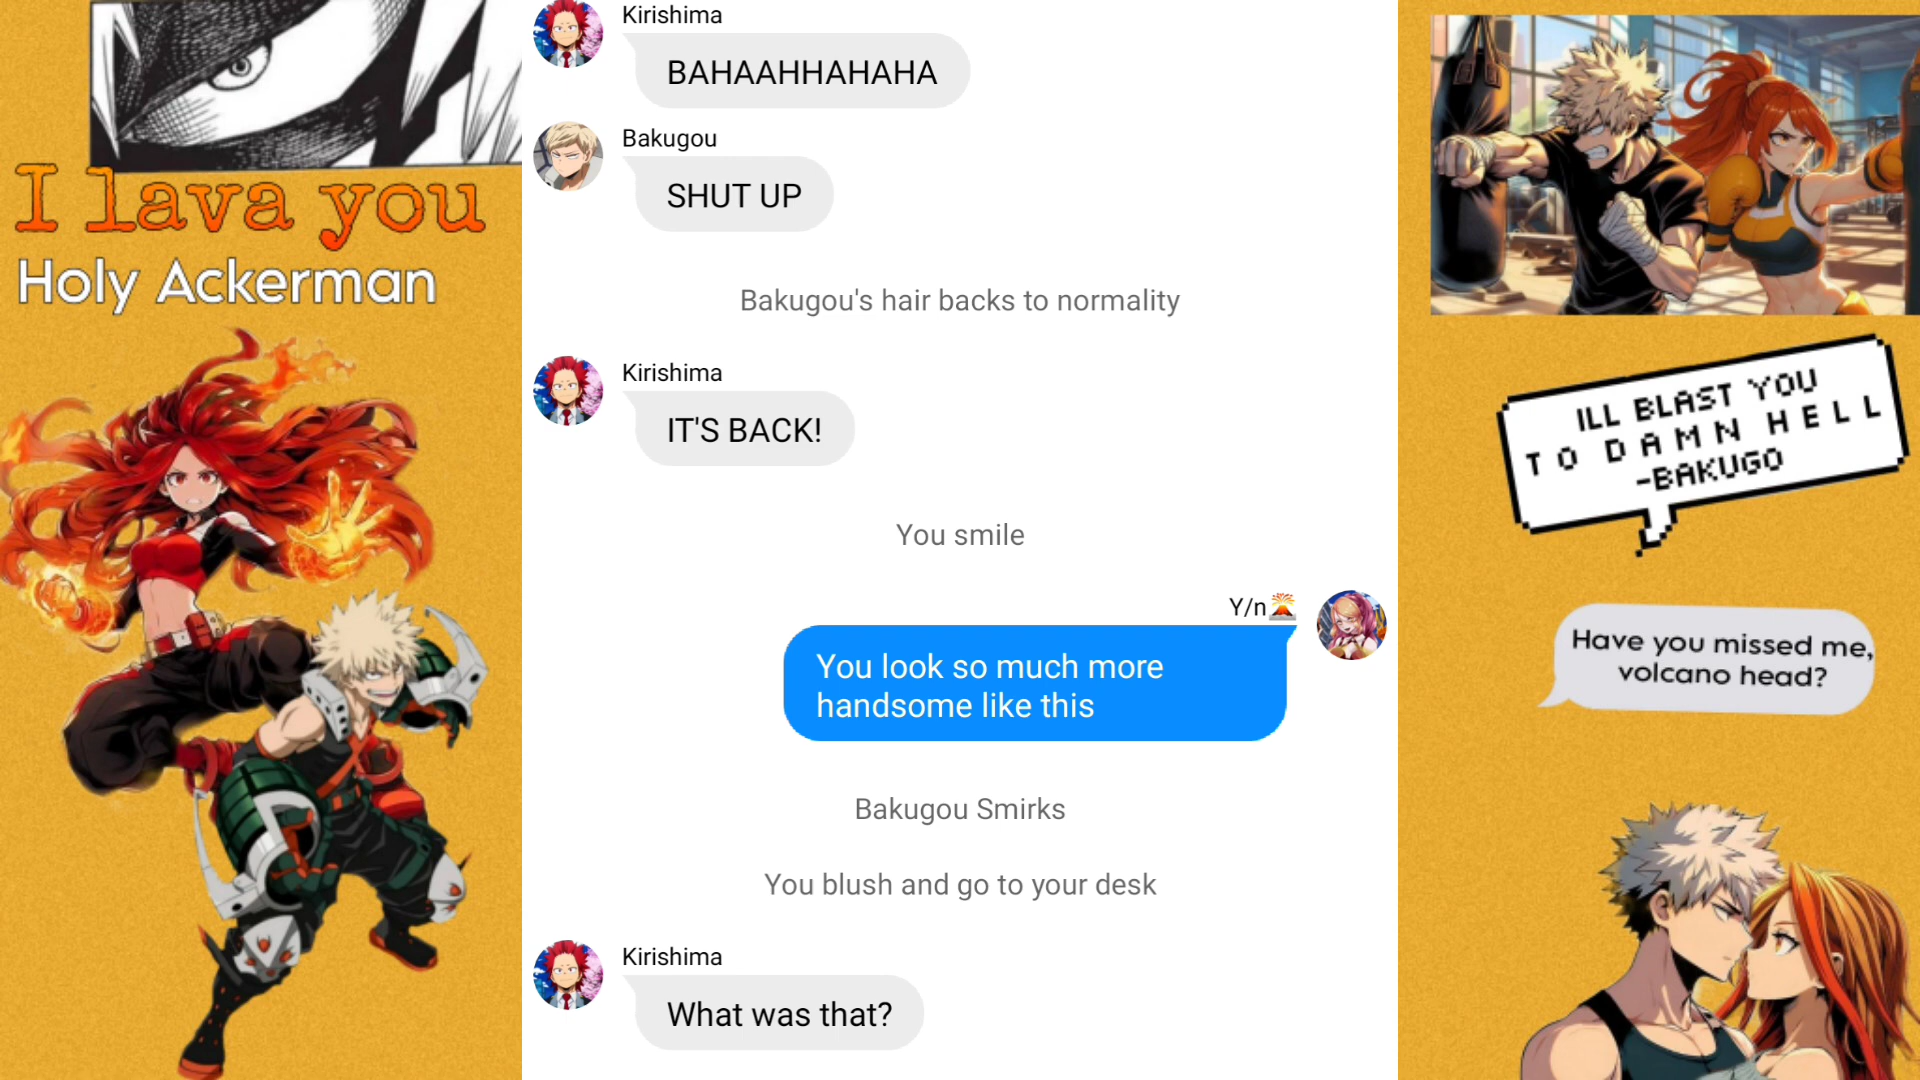 I lava you
Holy Ackerman
Kirishima
BAHAAHHAHAHA
Bakugou
SHUT UP
Bakugou's hair backs to normality
Kirishima
IT'S BACK!
You smile
Y/n🌋
You look so much more
handsome like this
Bakugou Smirks
You blush and go to your desk
Kirishima
What was that?
ILL BLAST YOU
TO DAMN HELL
-BAKUGO
Have you missed me,
volcano head?